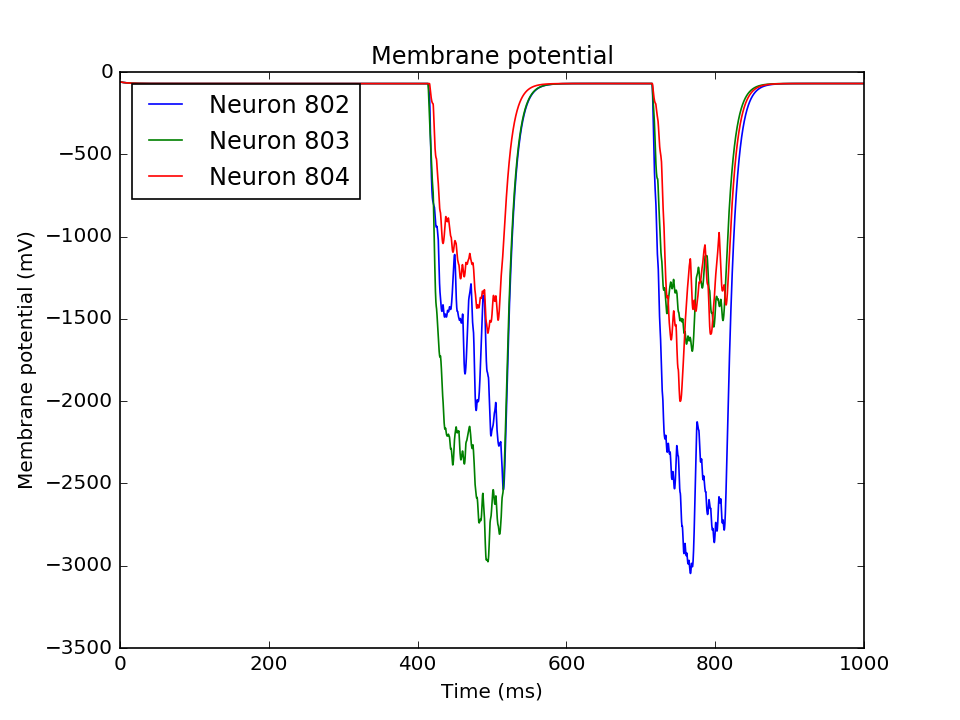 Membrane potential
Membrane potential (mV)
0
−500
−1000
−1500
−2000
−2500
−3000
−3500
Neuron 802
Neuron 803
Neuron 804
0 200 400 600 800 1000
Time (ms)